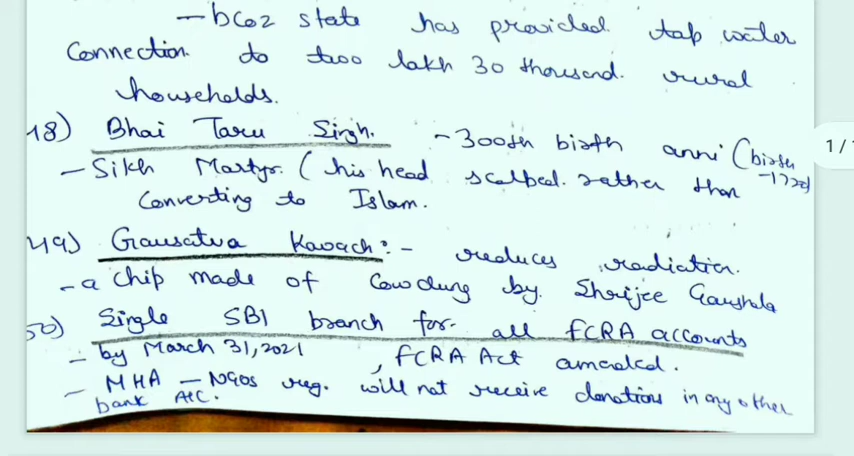 — bcoz state has provided tap water
Connection to two lakh 30 thousand rural
households.
48) Bhai Taru Singh. - 300th birth anni (birth
-1720)
— Sikh Martyr. (his head scalped rather than
Converting to Islam.
49) Gausatva Kavach :- reduces radiation.
- a chip made of Cowdung by Shrijee Gaushala
50) Single SBI branch for all FCRA accounts
- by March 31, 2021, FCRA Act amended.
- MHA — NGOs reg. will not receive donations in any other
bank A/C.
1/